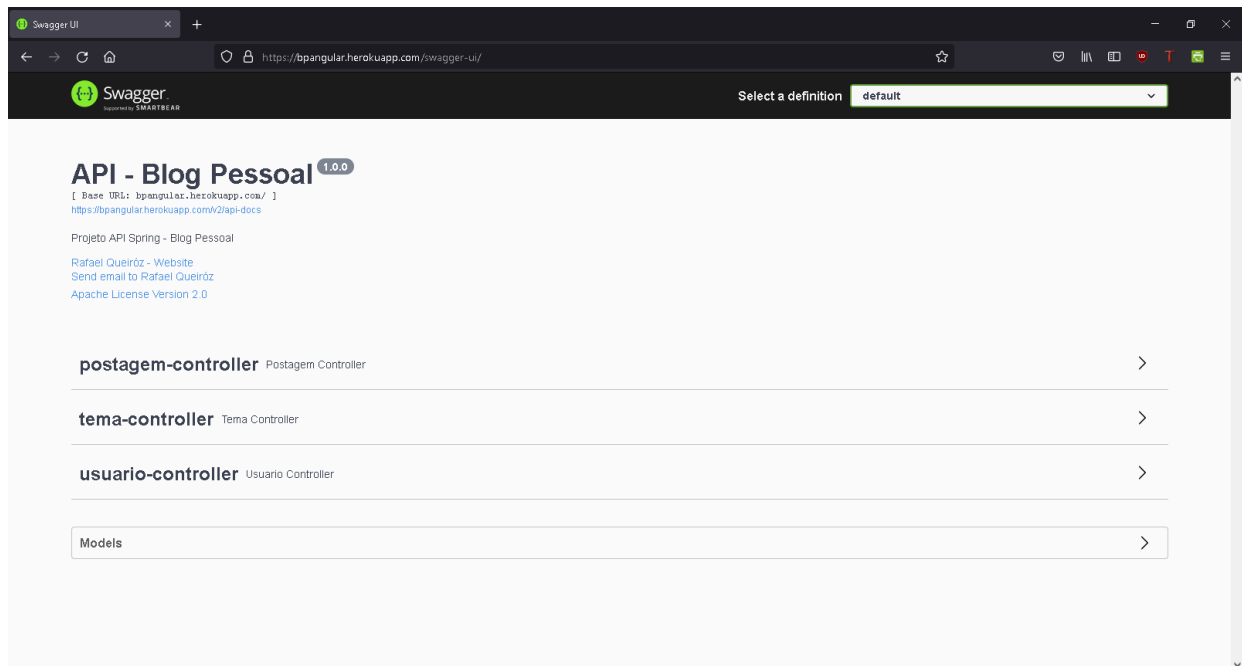 Swagger UI
https://bpangular.herokuapp.com/swagger-ui/
Swagger.
Supported by SMARTBEAR
Select a definition default
API - Blog Pessoal 1.0.0
[ Base URL: bpangular.herokuapp.com/ ]
https://bpangular.herokuapp.com/v2/api-docs
Projeto API Spring - Blog Pessoal
Rafael Queiróz - Website
Send email to Rafael Queiróz
Apache License Version 2.0
postagem-controller Postagem Controller
tema-controller Tema Controller
usuario-controller Usuario Controller
Models